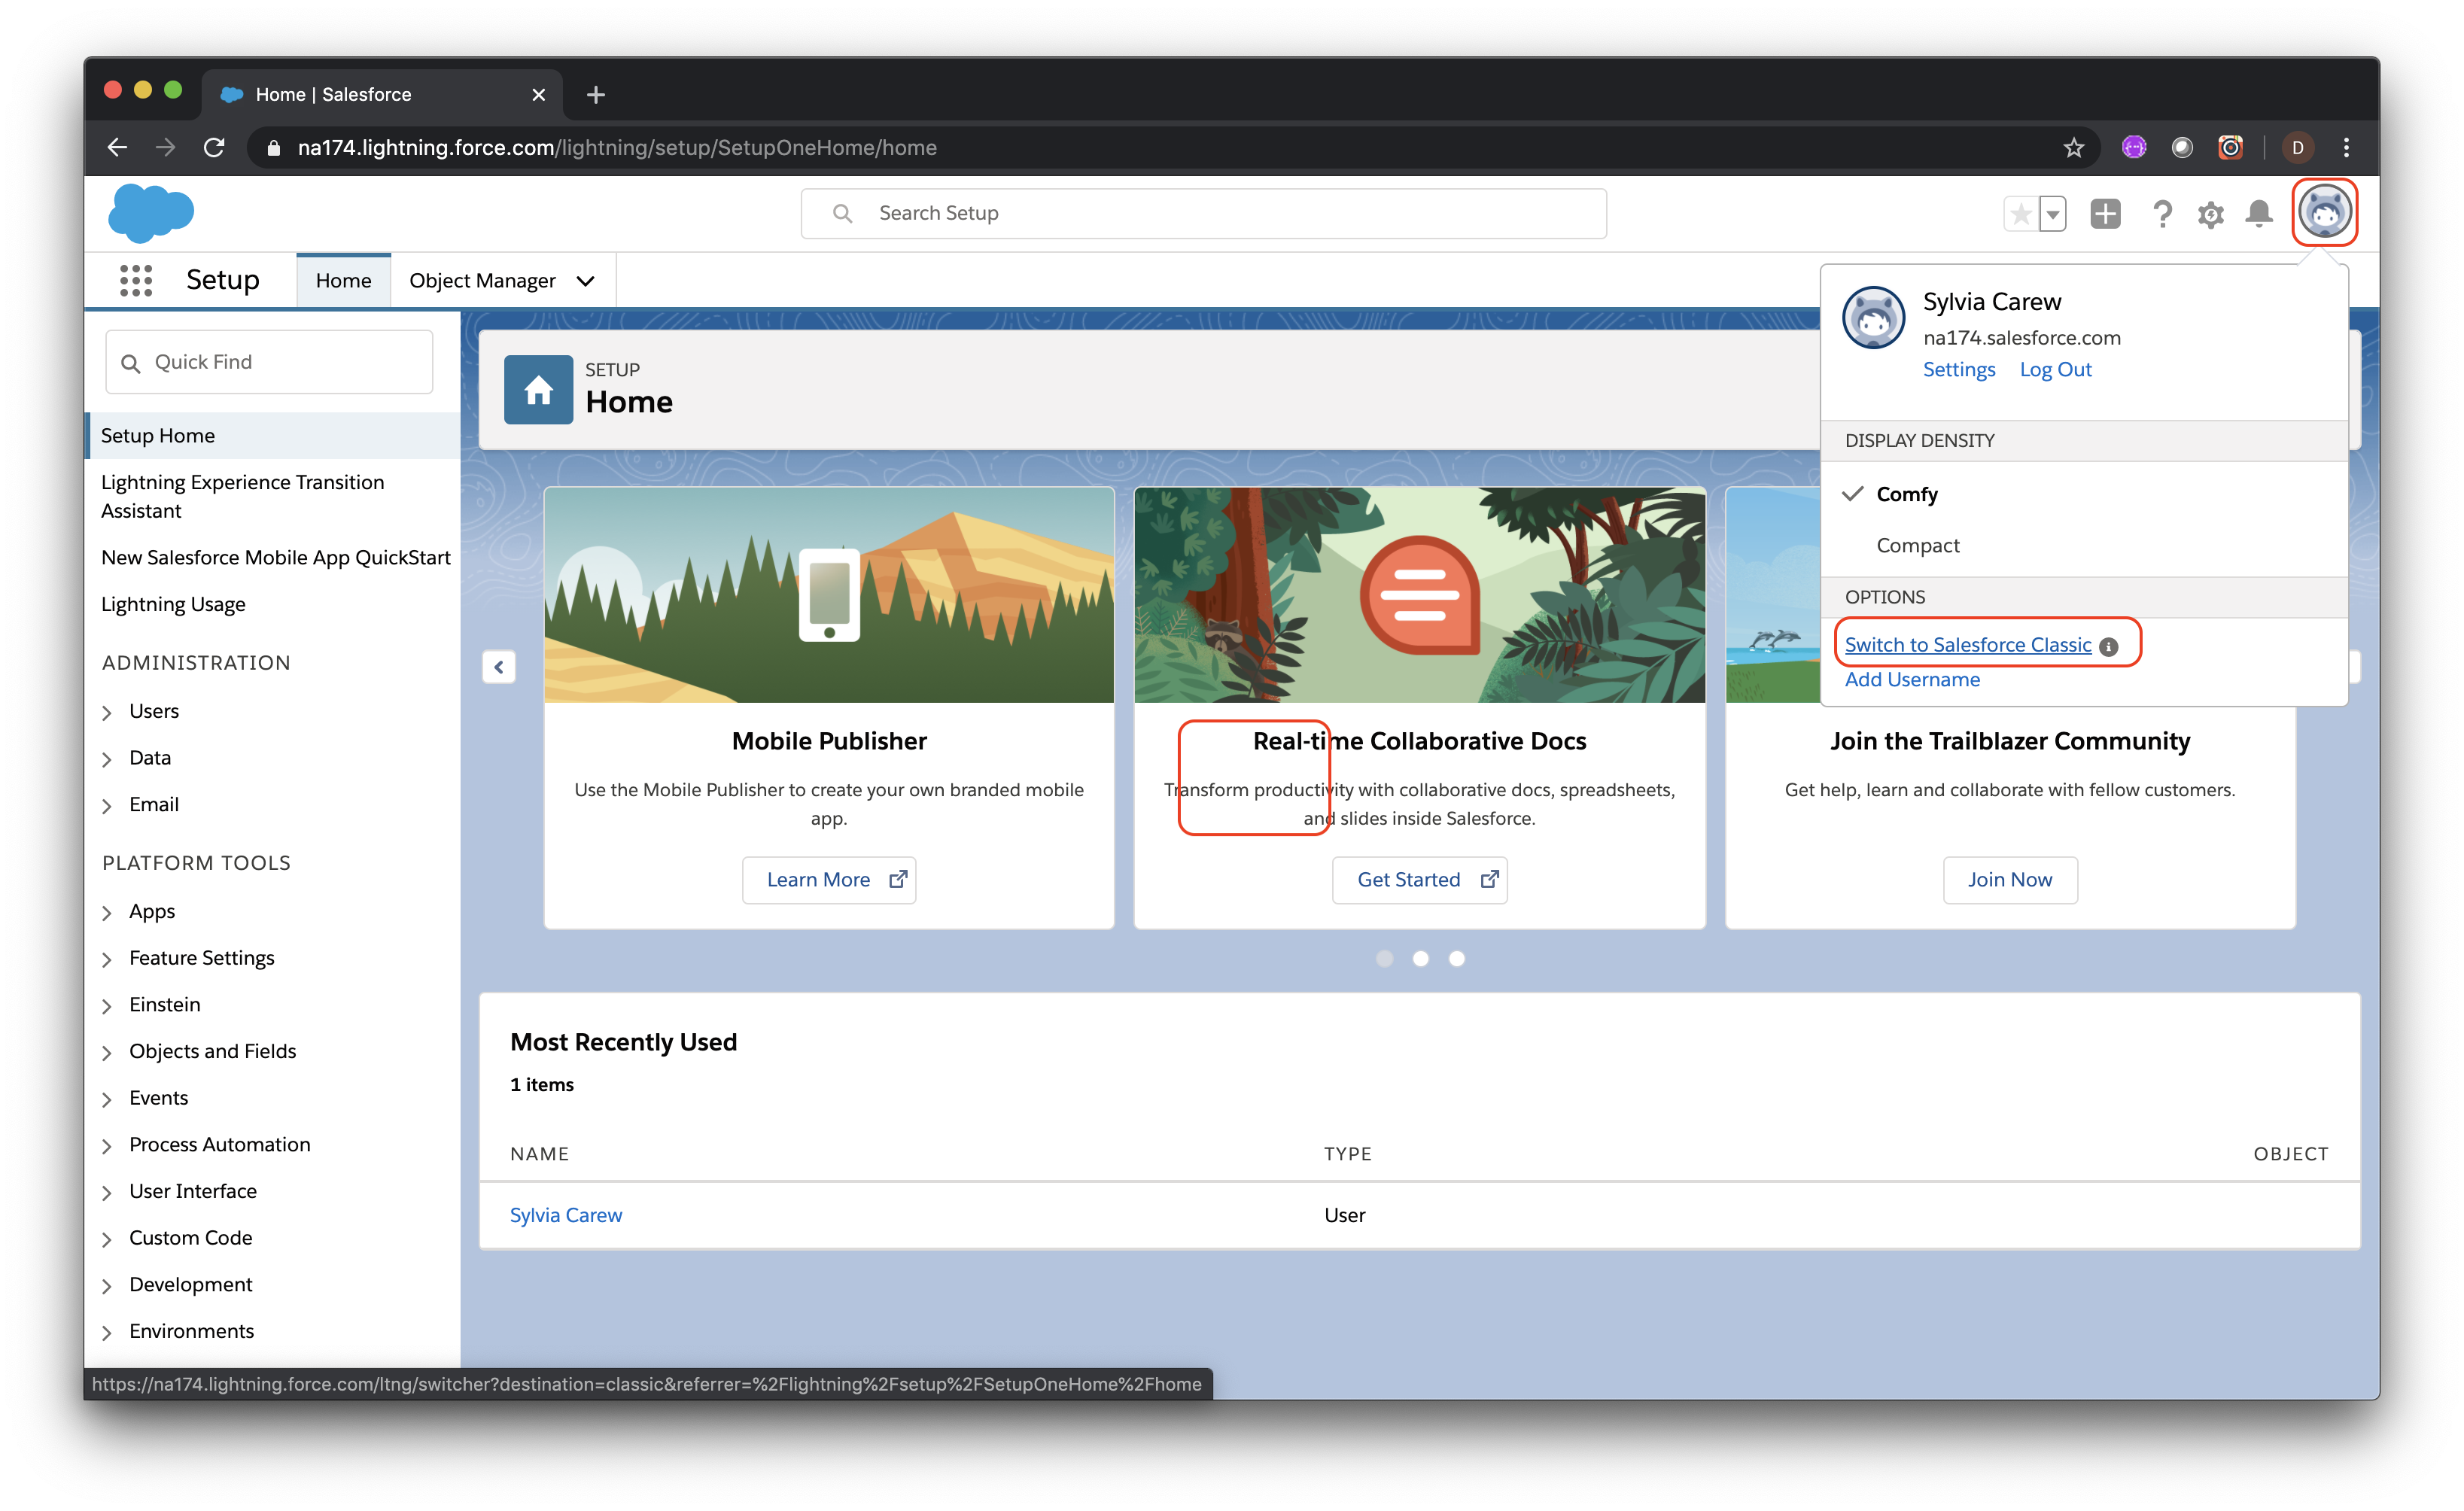 Home | Salesforce
na174.lightning.force.com/lightning/setup/SetupOneHome/home
D
Search Setup
Setup
Home
Object Manager
Sylvia Carew
na174.salesforce.com
Settings
Log Out
DISPLAY DENSITY
Comfy
Compact
OPTIONS
Switch to Salesforce Classic
Add Username
Quick Find
Setup Home
Lightning Experience Transition
Assistant
New Salesforce Mobile App QuickStart
Lightning Usage
ADMINISTRATION
Users
Data
Email
PLATFORM TOOLS
Apps
Feature Settings
Einstein
Objects and Fields
Events
Process Automation
User Interface
Custom Code
Development
Environments
SETUP
Home
Mobile Publisher
Use the Mobile Publisher to create your own branded mobile
app.
Learn More
Real-time Collaborative Docs
Transform productivity with collaborative docs, spreadsheets,
and slides inside Salesforce.
Get Started
Join the Trailblazer Community
Get help, learn and collaborate with fellow customers.
Join Now
Most Recently Used
1 items
NAME TYPE OBJECT
Sylvia Carew User
https://na174.lightning.force.com/ltng/switcher?destination=classic&referrer=%2Flightning%2Fsetup%2FSetupOneHome%2Fhome